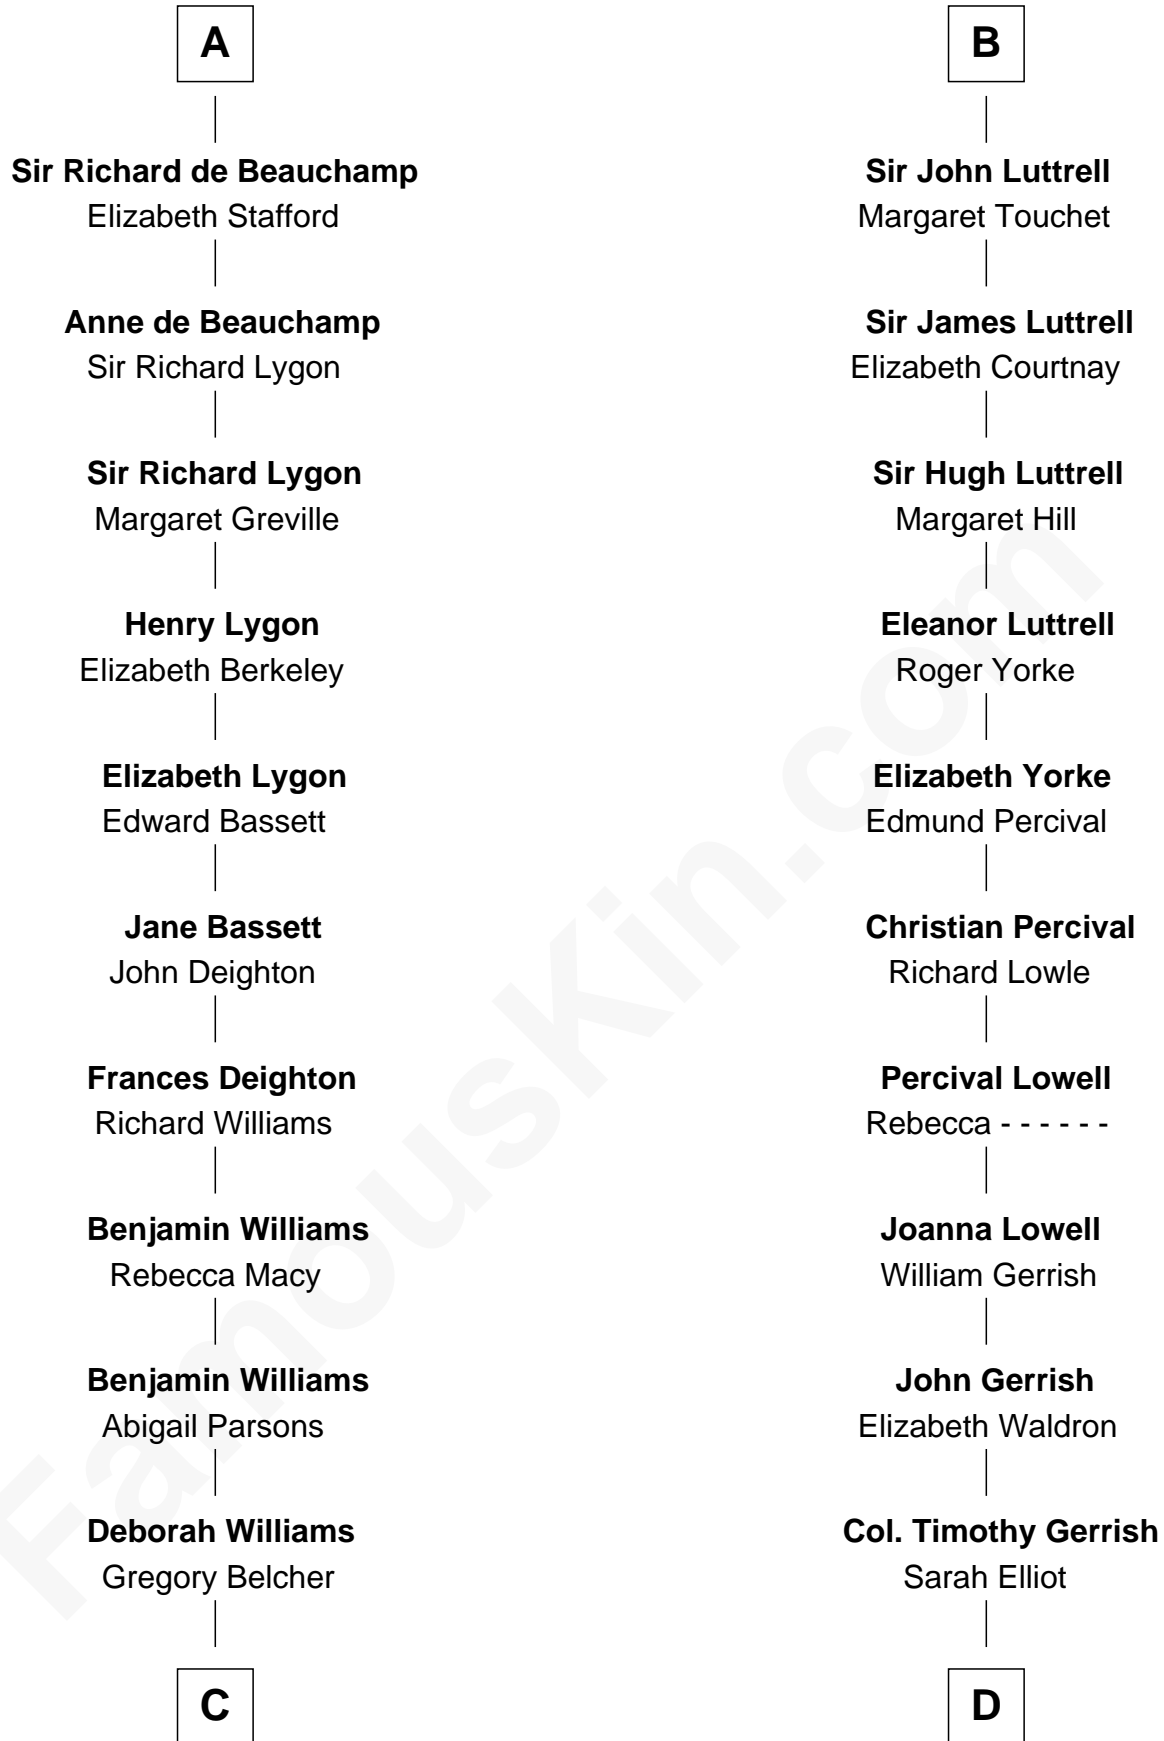 A
Sir Richard de Beauchamp
Elizabeth Stafford
Anne de Beauchamp
Sir Richard Lygon
Sir Richard Lygon
Margaret Greville
Henry Lygon
Elizabeth Berkeley
Elizabeth Lygon
Edward Bassett
Jane Bassett
John Deighton
Frances Deighton
Richard Williams
Benjamin Williams
Rebecca Macy
Benjamin Williams
Abigail Parsons
Deborah Williams
Gregory Belcher
C
B
Sir John Luttrell
Margaret Touchet
Sir James Luttrell
Elizabeth Courtnay
Sir Hugh Luttrell
Margaret Hill
Eleanor Luttrell
Roger Yorke
Elizabeth Yorke
Edmund Percival
Christian Percival
Richard Lowle
Percival Lowell
Rebecca - - - - - -
Joanna Lowell
William Gerrish
John Gerrish
Elizabeth Waldron
Col. Timothy Gerrish
Sarah Elliot
D
FamousKin.com